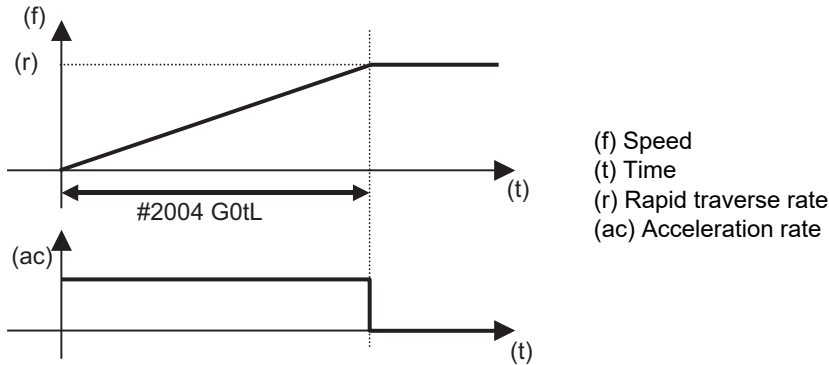 (f)
(r)
(t)
#2004 G0tL
(ac)
(t)
(f) Speed
(t) Time
(r) Rapid traverse rate
(ac) Acceleration rate